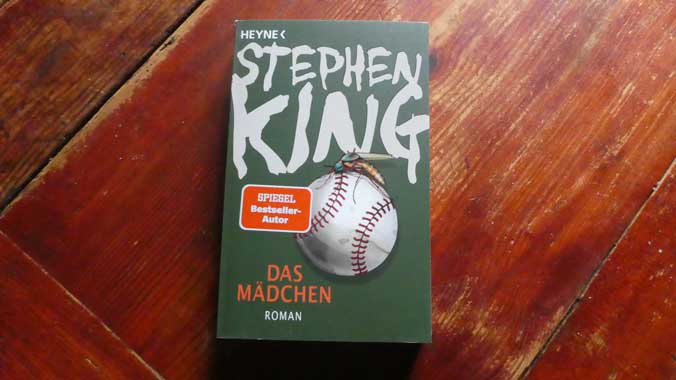 HEYNE<
STEPHEN
KING
SPIEGEL
Bestseller-
Autor
DAS
MÄDCHEN
ROMAN